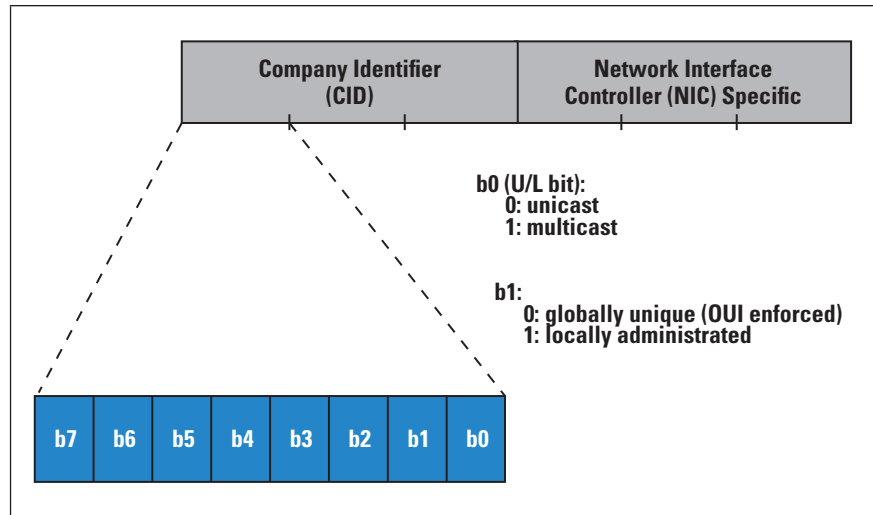 Company Identifier
(CID)
Network Interface
Controller (NIC) Specific
b0 (U/L bit):
0: unicast
1: multicast
b1:
0: globally unique (OUI enforced)
1: locally administrated
b7 b6 b5 b4 b3 b2 b1 b0